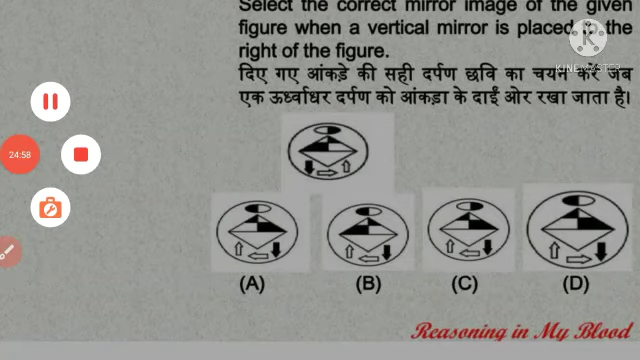 Select the correct mirror image of the given
figure when a vertical mirror is placed in the
right of the figure.
दिए गए आंकड़े की सही दर्पण छवि का चयन करें जब
एक ऊर्ध्वाधर दर्पण को आंकड़ा के दाईं ओर रखा जाता है।
KINEMASTER
24:58
(A) (B) (C) (D)
Reasoning in My Blood